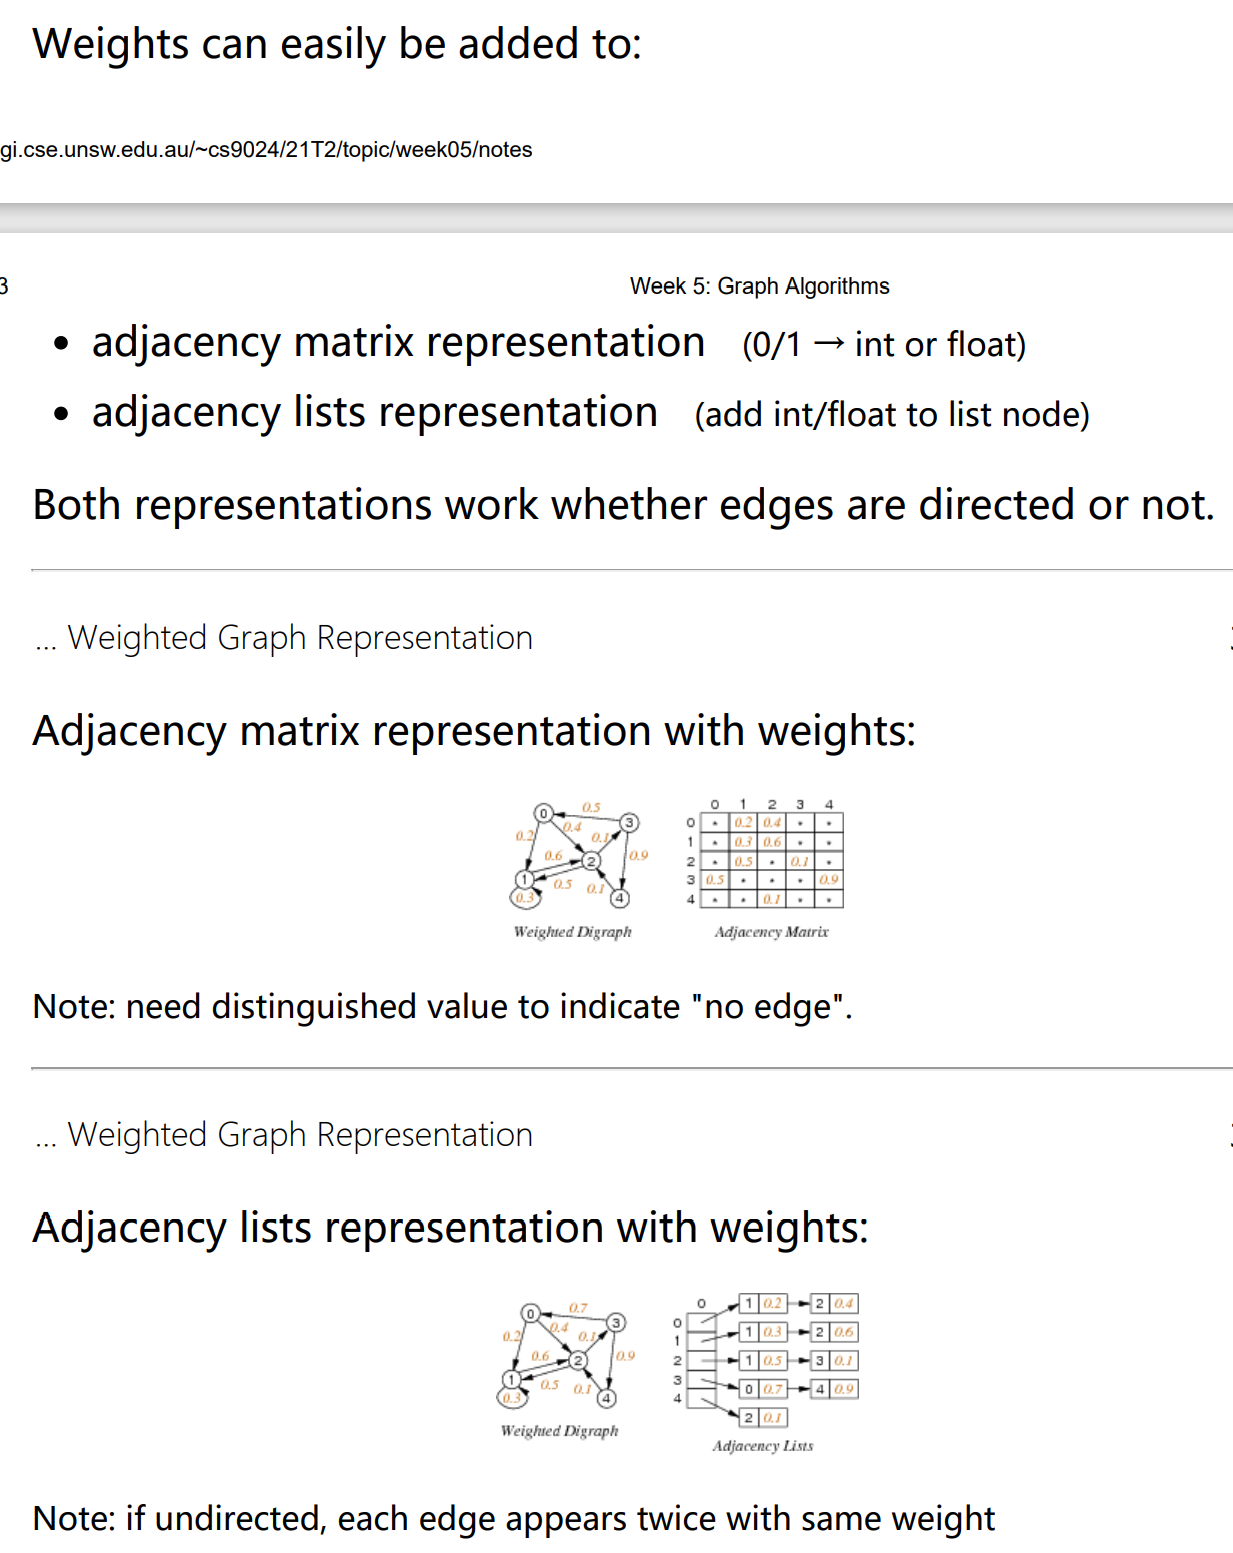 Weights can easily be added to:
gi.cse.unsw.edu.au/~cs9024/21T2/topic/week05/notes
3
Week 5: Graph Algorithms
• adjacency matrix representation (0/1 → int or float)
• adjacency lists representation (add int/float to list node)
Both representations work whether edges are directed or not.
... Weighted Graph Representation
Adjacency matrix representation with weights:
0 0.5 3
0.2 0.4 0.1
0.6 2 0.9
1 0.5 0.1
0.3 4
Weighted Digraph
0 1 2 3 4
0 • 0.2 0.4 • •
1 • 0.3 0.6 • •
2 • 0.5 • 0.1 •
3 0.5 • • • 0.9
4 • • 0.1 • •
Adjacency Matrix
Note: need distinguished value to indicate "no edge".
... Weighted Graph Representation
Adjacency lists representation with weights:
0 0.7 3
0.2 0.4 0.1
0.6 2 0.9
1 0.5 0.1
0.3 4
Weighted Digraph
0
0 1 0.2 2 0.4
1 1 0.3 2 0.6
2 1 0.5 3 0.1
3 0 0.7 4 0.9
4 2 0.1
Adjacency Lists
Note: if undirected, each edge appears twice with same weight